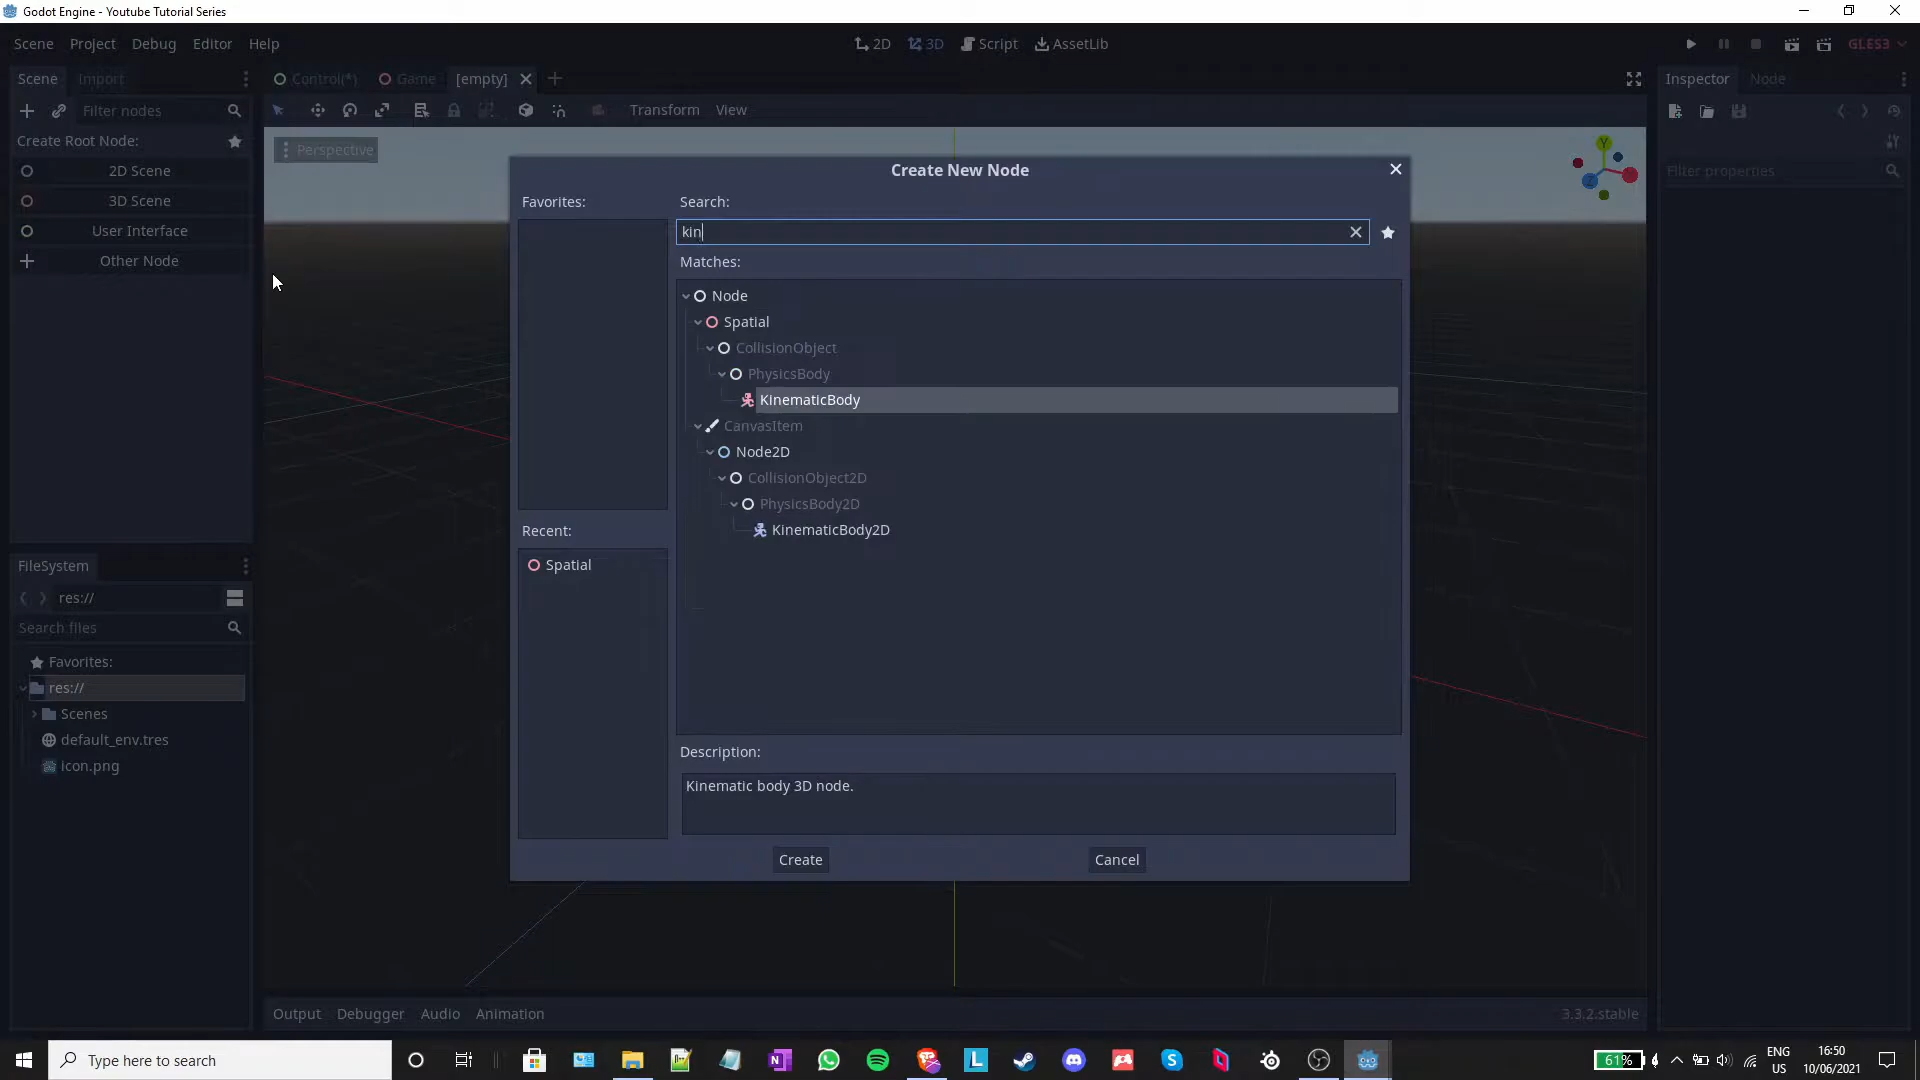 Godot Engine - Youtube Tutorial Series
Scene Project Debug Editor Help
2D 3D Script AssetLib
GLES3
Scene Import
Control(*) Game [empty]
Inspector Node
Filter nodes
Transform View
Create Root Node:
Perspective
2D Scene
3D Scene
User Interface
Other Node
Filter properties
Y
Z
Create New Node
Favorites:
Search:
kin
Matches:
Node
Spatial
CollisionObject
PhysicsBody
KinematicBody
CanvasItem
Node2D
CollisionObject2D
PhysicsBody2D
KinematicBody2D
Recent:
Spatial
Description:
Kinematic body 3D node.
Create Cancel
FileSystem
res://
Search files
Favorites:
res://
Scenes
default_env.tres
icon.png
Output Debugger Audio Animation
3.3.2.stable
Type here to search
61%
ENG
US
16:50
10/06/2021